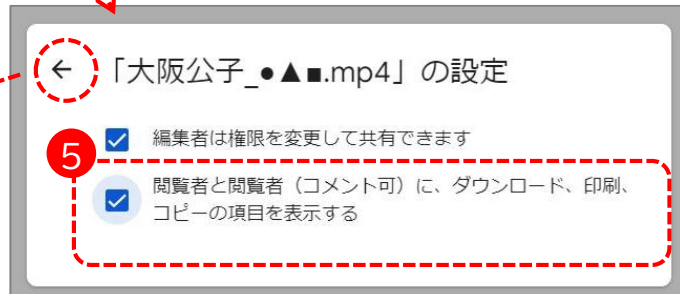 ← 「大阪公子_●▲■.mp4」の設定
5
編集者は権限を変更して共有できます
閲覧者と閲覧者（コメント可）に、ダウンロード、印刷、
コピーの項目を表示する